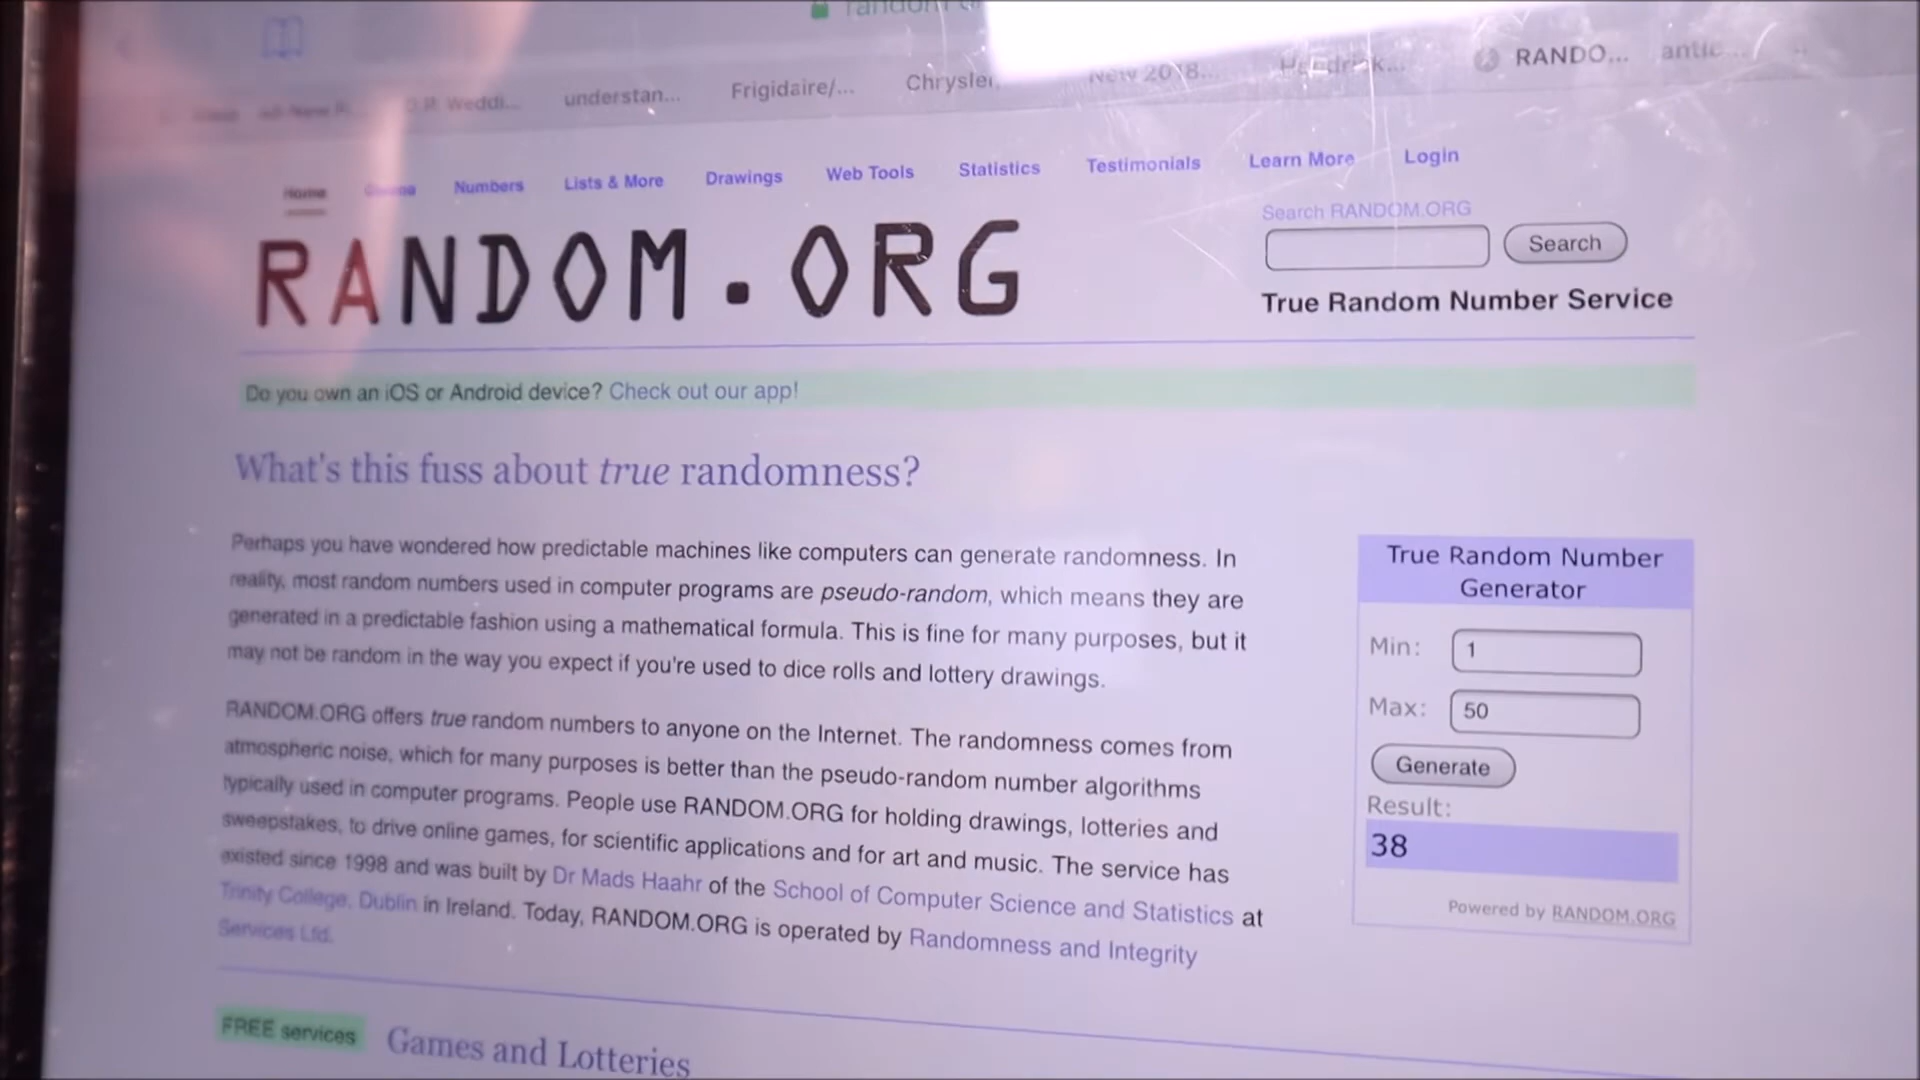 understan...
Frigidaire/...
Chrysler
New 2018...
RANDO...
antic...
Home
Numbers
Lists & More
Drawings
Web Tools
Statistics
Testimonials
Learn More
Login
RANDOM.ORG
Search RANDOM.ORG
Search
True Random Number Service
Do you own an iOS or Android device? Check out our app!
What's this fuss about true randomness?
Perhaps you have wondered how predictable machines like computers can generate randomness. In
reality, most random numbers used in computer programs are pseudo-random, which means they are
generated in a predictable fashion using a mathematical formula. This is fine for many purposes, but it
may not be random in the way you expect if you're used to dice rolls and lottery drawings.
RANDOM.ORG offers true random numbers to anyone on the Internet. The randomness comes from
atmospheric noise, which for many purposes is better than the pseudo-random number algorithms
typically used in computer programs. People use RANDOM.ORG for holding drawings, lotteries and
sweepstakes, to drive online games, for scientific applications and for art and music. The service has
existed since 1998 and was built by Dr Mads Haahr of the School of Computer Science and Statistics at
Trinity College, Dublin in Ireland. Today, RANDOM.ORG is operated by Randomness and Integrity
Services Ltd.
True Random Number
Generator
Min: 1
Max: 50
Generate
Result:
38
Powered by RANDOM.ORG
FREE services
Games and Lotteries